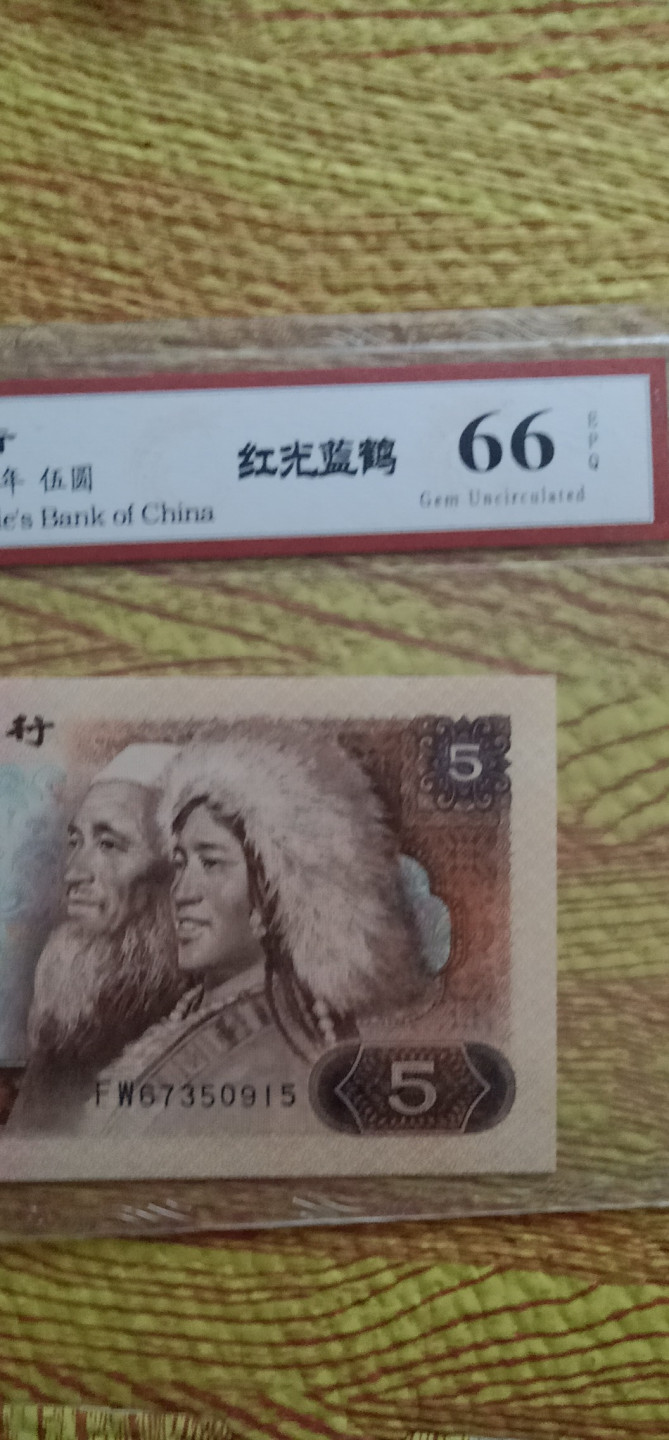 红光蓝鹤
66
EPQ
年 伍圆
Gem Uncirculated
Bank of China
行
5
FW67350915
5